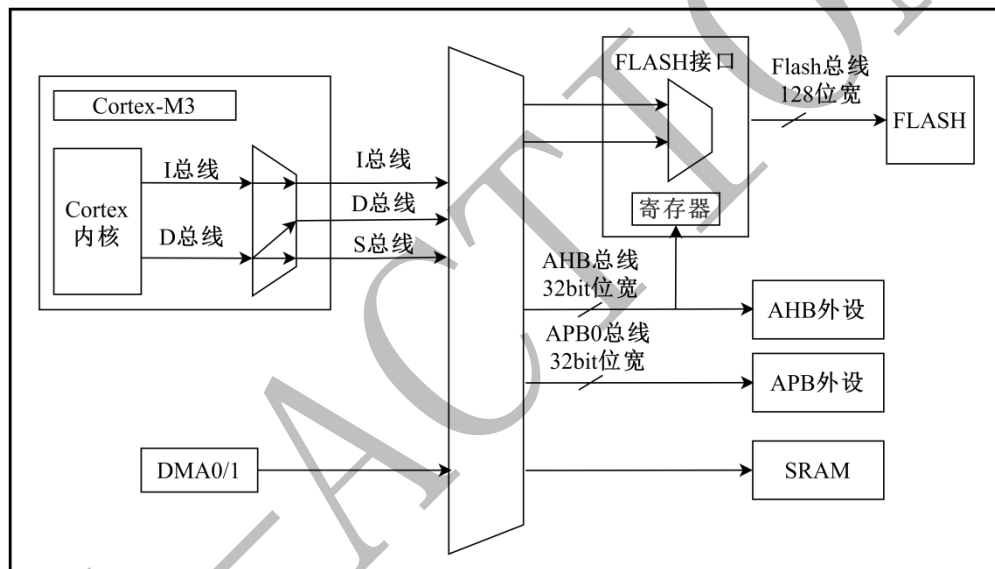 Cortex-M3
Cortex
内核
I总线
D总线
I总线
D总线
S总线
DMA0/1
FLASH接口
寄存器
Flash总线
128位宽
FLASH
AHB总线
32bit位宽
AHB外设
APB0总线
32bit位宽
APB外设
SRAM
-ACTION